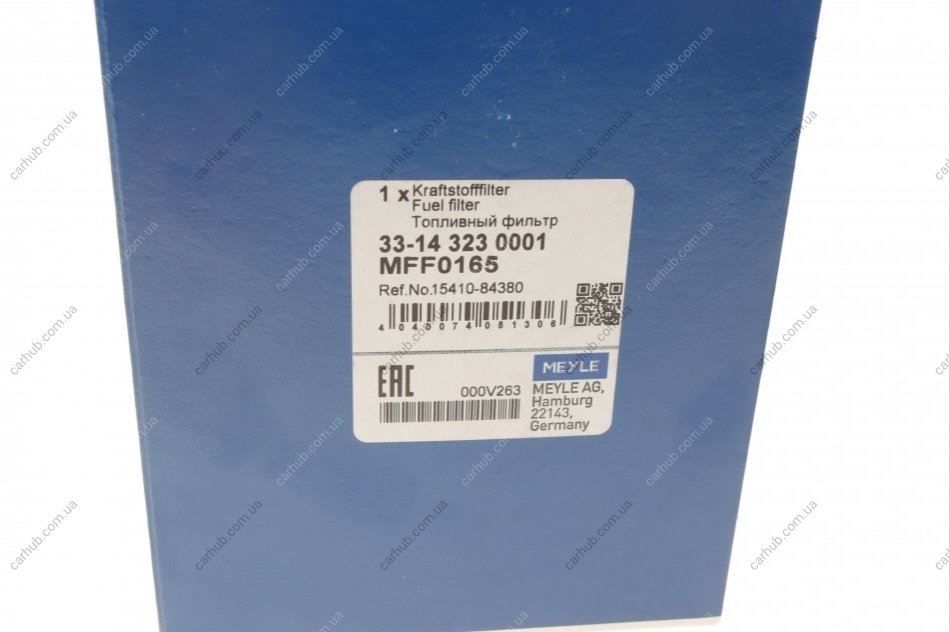 1 x Kraftstofffilter
Fuel filter
Топливный фильтр
33-14 323 0001
MFF0165
Ref.No.15410-84380
4 040074 051306
EAC
000V263
MEYLE
MEYLE AG,
Hamburg
22143,
Germany
carhub.com.ua